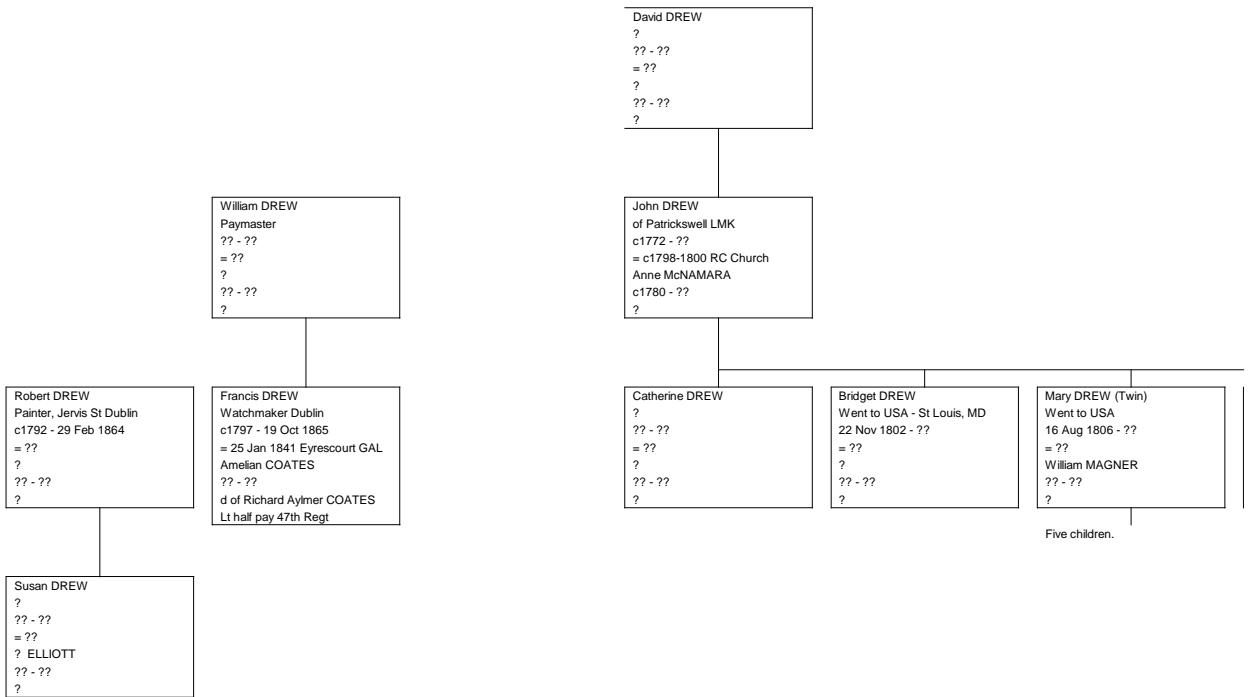 David DREW
?
?? - ??
= ??
?
?? - ??
?
William DREW
Paymaster
?? - ??
= ??
?
?? - ??
?
John DREW
of Patrickswell LMK
c1772 - ??
= c1798-1800 RC Church
Anne McNAMARA
c1780 - ??
?
Robert DREW
Painter, Jervis St Dublin
c1792 - 29 Feb 1864
= ??
?
?? - ??
?
Francis DREW
Watchmaker Dublin
c1797 - 19 Oct 1865
= 25 Jan 1841 Eyrescourt GAL
Amelian COATES
?? - ??
d of Richard Aylmer COATES
Lt half pay 47th Regt
Catherine DREW
?
?? - ??
= ??
?
?? - ??
?
Bridget DREW
Went to USA - St Louis, MD
22 Nov 1802 - ??
= ??
?
?? - ??
?
Mary DREW (Twin)
Went to USA
16 Aug 1806 - ??
= ??
William MAGNER
?? - ??
?
Five children.
Susan DREW
?
?? - ??
= ??
? ELLIOTT
?? - ??
?